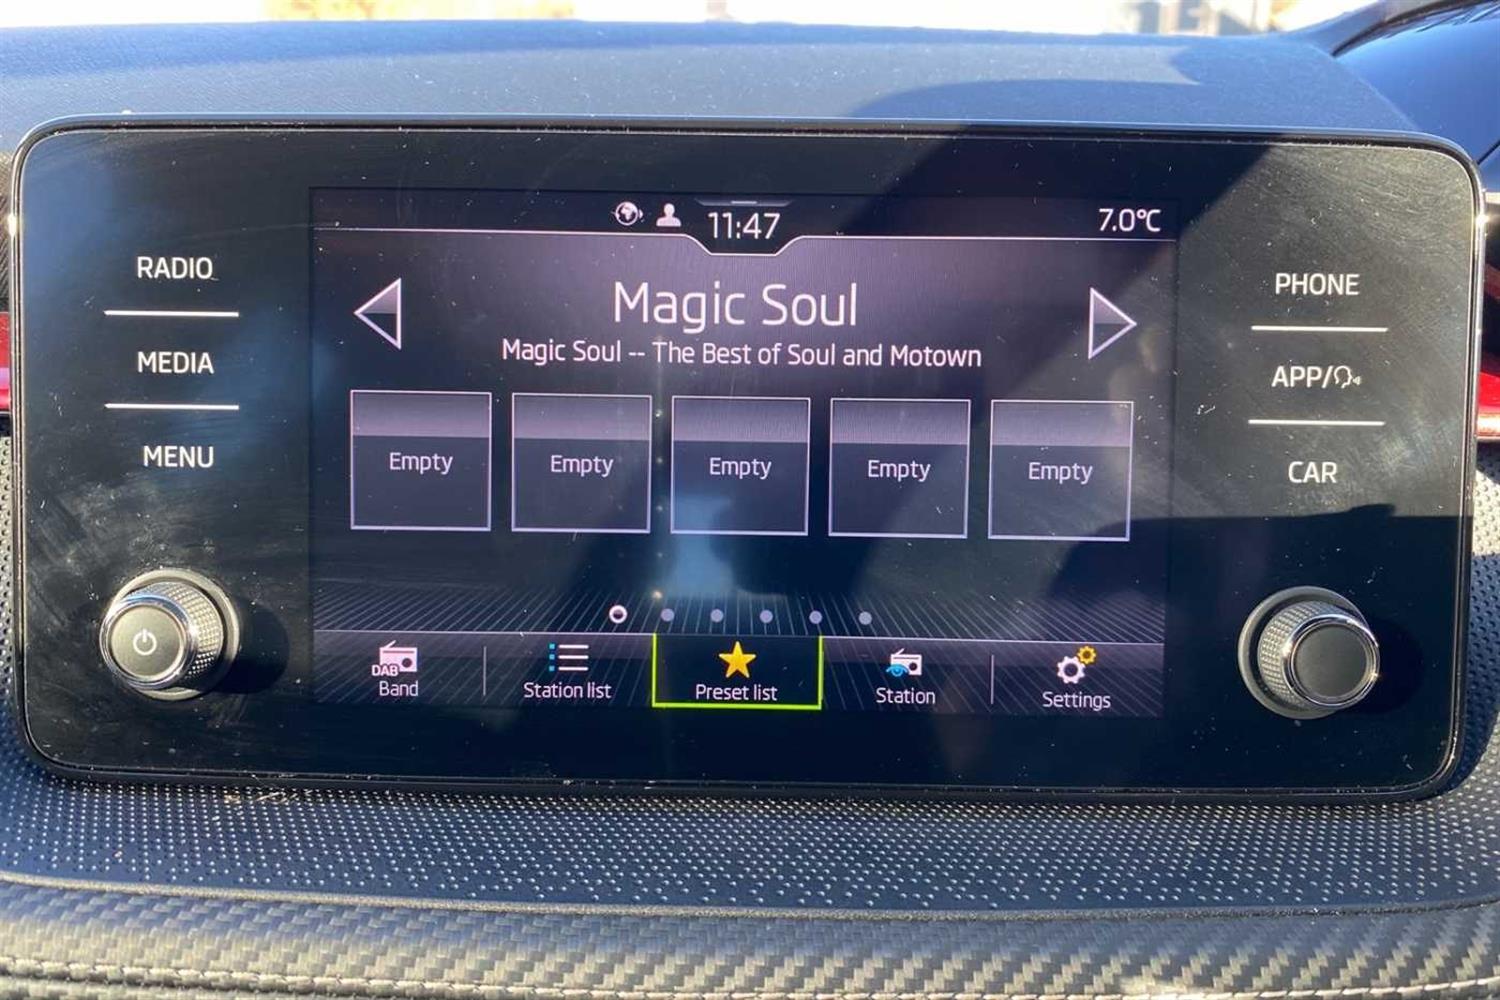 11:47
7.0°C
RADIO
MEDIA
MENU
Magic Soul
Magic Soul -- The Best of Soul and Motown
Empty
Empty
Empty
Empty
Empty
DAB
Band
Station list
Preset list
Station
Settings
PHONE
APP/
CAR